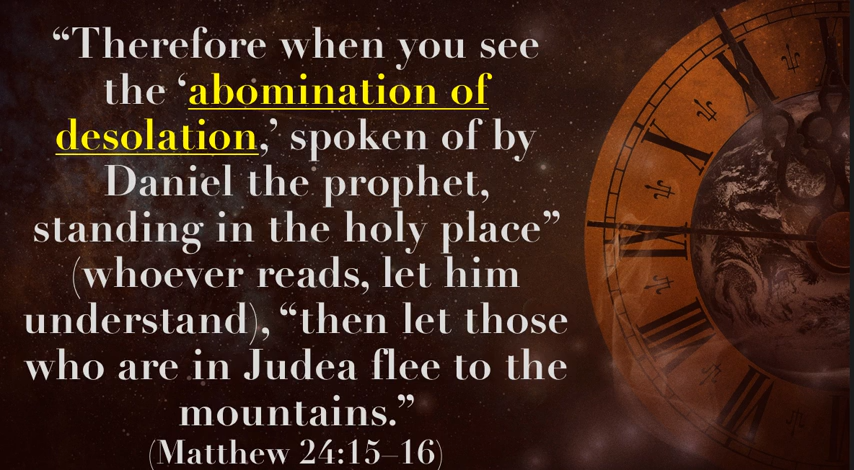 “Therefore when you see
the ‘abomination of
desolation,’ spoken of by
Daniel the prophet,
standing in the holy place”
(whoever reads, let him
understand), “then let those
who are in Judea flee to the
mountains.”
(Matthew 24:15–16)